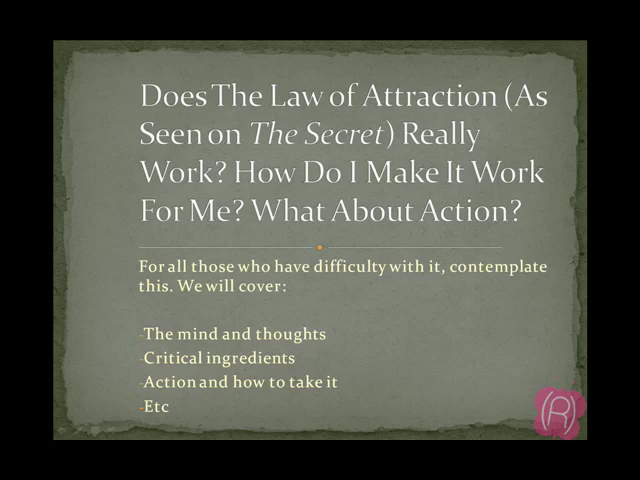 Does The Law of Attraction (As
Seen on The Secret) Really
Work? How Do I Make It Work
For Me? What About Action?
For all those who have difficulty with it, contemplate
this. We will cover:
-The mind and thoughts
-Critical ingredients
-Action and how to take it
-Etc
(R)